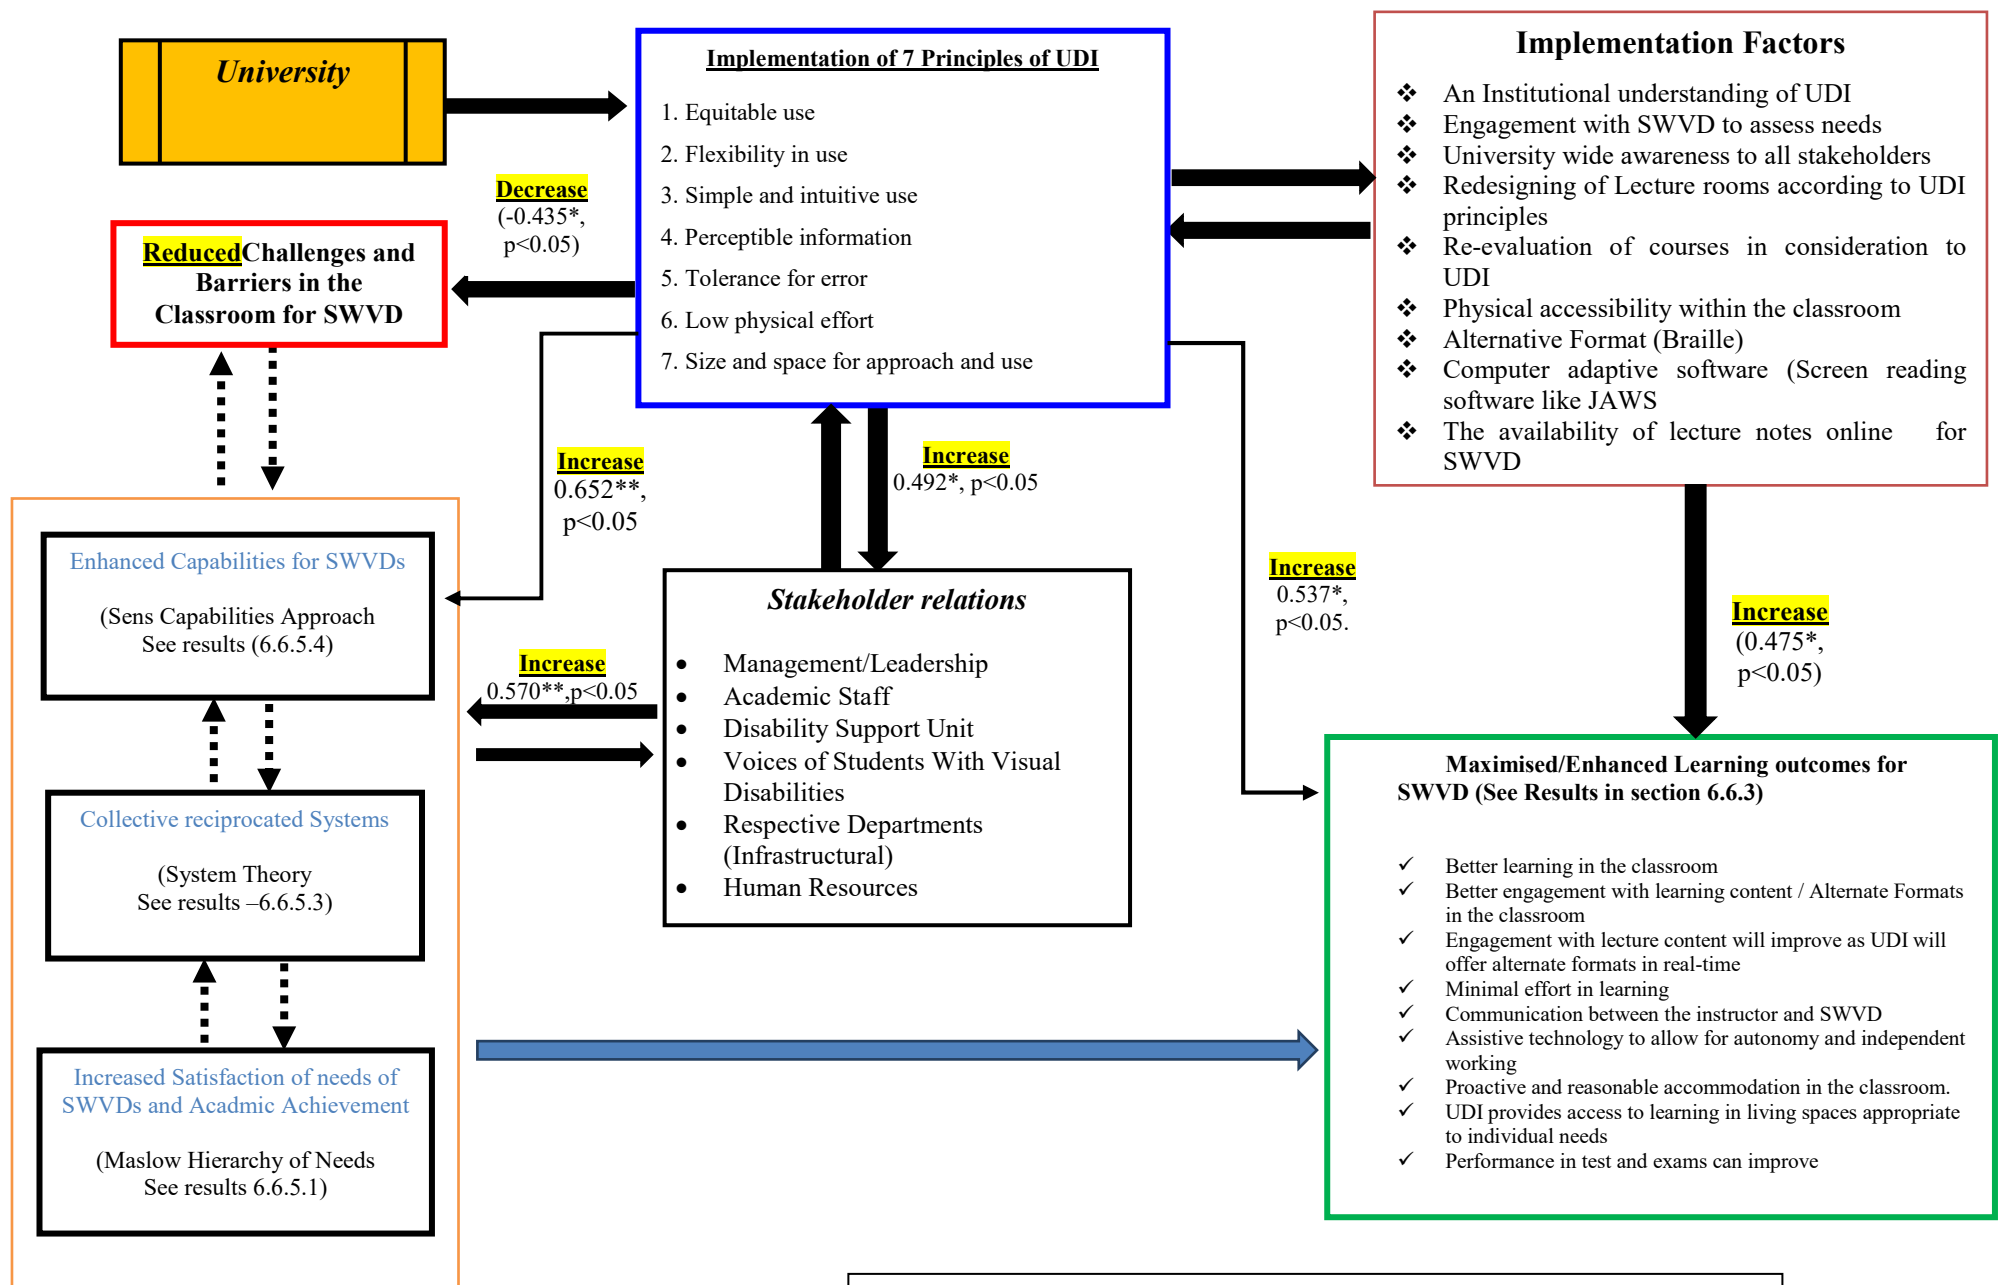 University
Implementation of 7 Principles of UDI
1. Equitable use
2. Flexibility in use
3. Simple and intuitive use
4. Perceptible information
5. Tolerance for error
6. Low physical effort
7. Size and space for approach and use
Implementation Factors
❖ An Institutional understanding of UDI
❖ Engagement with SWVD to assess needs
❖ University wide awareness to all stakeholders
❖ Redesigning of Lecture rooms according to UDI
principles
❖ Re-evaluation of courses in consideration to
UDI
❖ Physical accessibility within the classroom
❖ Alternative Format (Braille)
❖ Computer adaptive software (Screen reading
software like JAWS
❖ The availability of lecture notes online for
SWVD
Decrease
(-0.435*,
p<0.05)
ReducedChallenges and
Barriers in the
Classroom for SWVD
Increase
0.652**,
p<0.05
Increase
0.492*, p<0.05
Increase
0.537*,
p<0.05.
Increase
(0.475*,
p<0.05)
Enhanced Capabilities for SWVDs
(Sens Capabilities Approach
See results (6.6.5.4)
Increase
0.570**,p<0.05
Stakeholder relations
• Management/Leadership
• Academic Staff
• Disability Support Unit
• Voices of Students With Visual
Disabilities
• Respective Departments
(Infrastructural)
• Human Resources
Collective reciprocated Systems
(System Theory
See results –6.6.5.3)
Increased Satisfaction of needs of
SWVDs and Acadmic Achievement
(Maslow Hierarchy of Needs
See results 6.6.5.1)
Maximised/Enhanced Learning outcomes for
SWVD (See Results in section 6.6.3)
✓ Better learning in the classroom
✓ Better engagement with learning content / Alternate Formats
in the classroom
✓ Engagement with lecture content will improve as UDI will
offer alternate formats in real-time
✓ Minimal effort in learning
✓ Communication between the instructor and SWVD
✓ Assistive technology to allow for autonomy and independent
working
✓ Proactive and reasonable accommodation in the classroom.
✓ UDI provides access to learning in living spaces appropriate
to individual needs
✓ Performance in test and exams can improve